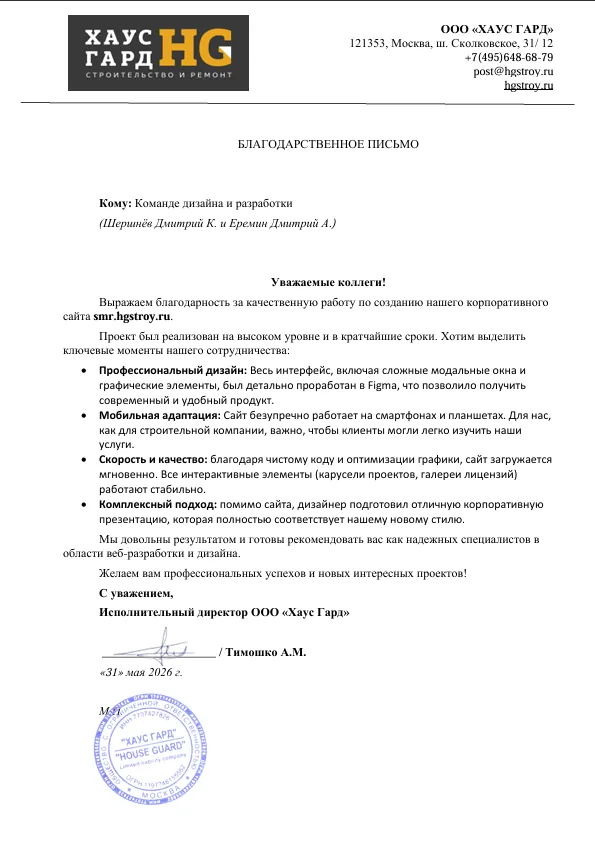 ХАУС
ГАРД HG
СТРОИТЕЛЬСТВО И РЕМОНТ
ООО «ХАУС ГАРД»
121353, Москва, ш. Сколковское, 31/ 12
+7(495)648-68-79
post@hgstroy.ru
hgstroy.ru
БЛАГОДАРСТВЕННОЕ ПИСЬМО
Кому: Команде дизайна и разработки
(Шершнёв Дмитрий К. и Еремин Дмитрий А.)
Уважаемые коллеги!
Выражаем благодарность за качественную работу по созданию нашего корпоративного
сайта smr.hgstroy.ru.
Проект был реализован на высоком уровне и в кратчайшие сроки. Хотим выделить
ключевые моменты нашего сотрудничества:
• Профессиональный дизайн: Весь интерфейс, включая сложные модальные окна и
графические элементы, был детально проработан в Figma, что позволило получить
современный и удобный продукт.
• Мобильная адаптация: Сайт безупречно работает на смартфонах и планшетах. Для нас,
как для строительной компании, важно, чтобы клиенты могли легко изучить наши
услуги.
• Скорость и качество: благодаря чистому коду и оптимизации графики, сайт загружается
мгновенно. Все интерактивные элементы (карусели проектов, галереи лицензий)
работают стабильно.
• Комплексный подход: помимо сайта, дизайнер подготовил отличную корпоративную
презентацию, которая полностью соответствует нашему новому стилю.
Мы довольны результатом и готовы рекомендовать вас как надежных специалистов в
области веб-разработки и дизайна.
Желаем вам профессиональных успехов и новых интересных проектов!
С уважением,
Исполнительный директор ООО «Хаус Гард»
/ Тимошко А.М.
«31» мая 2026 г.
М.П.
ОБЩЕСТВО С ОГРАНИЧЕННОЙ ОТВЕТСТВЕННОСТЬЮ
"ХАУС ГАРД"
"HOUSE GUARD"
LIMITED LIABILITY COMPANY
МОСКВА